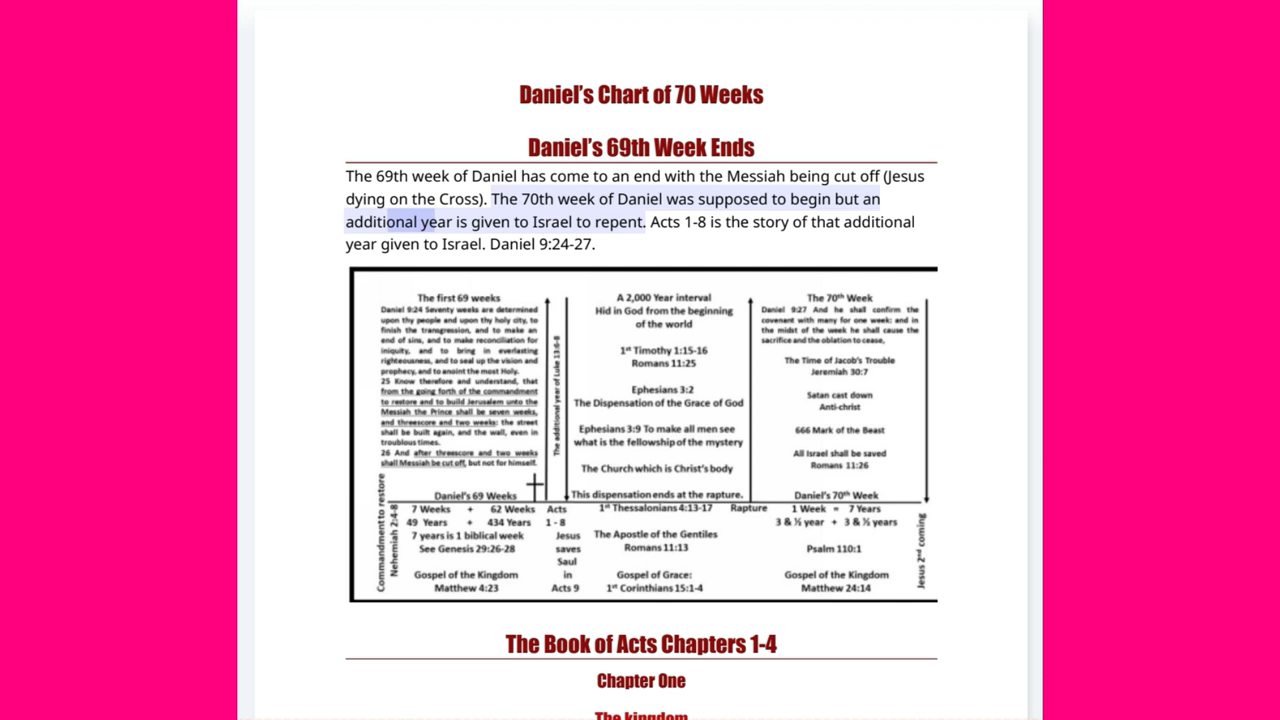 Daniel’s Chart of 70 Weeks
Daniel’s 69th Week Ends
The 69th week of Daniel has come to an end with the Messiah being cut off (Jesus
dying on the Cross). The 70th week of Daniel was supposed to begin but an
additional year is given to Israel to repent. Acts 1-8 is the story of that additional
year given to Israel. Daniel 9:24-27.
The first 69 weeks
Daniel 9:24 Seventy weeks are determined
upon thy people and upon thy holy city, to
finish the transgression, and to make an
end of sins, and to make reconciliation for
iniquity, and to bring in everlasting
righteousness, and to seal up the vision and
prophecy, and to anoint the most Holy.
25 Know therefore and understand, that
from the going forth of the commandment
to restore and to build Jerusalem unto the
Messiah the Prince shall be seven weeks,
and threescore and two weeks: the street
shall be built again, and the wall, even in
troublous times.
26 And after threescore and two weeks
shall Messiah be cut off, but not for himself.
Daniel's 69 Weeks
Commandment to restore
Nehemiah 2:4-8
7 Weeks + 62 Weeks
49 Years + 434 Years
7 years is 1 biblical week
See Genesis 29:26-28
Gospel of the Kingdom
Matthew 4:23
The additional year of Luke 13:6-8
Acts
1 - 8
Jesus
saves
Saul
in
Acts 9
A 2,000 Year interval
Hid in God from the beginning
of the world
1st Timothy 1:15-16
Romans 11:25
Ephesians 3:2
The Dispensation of the Grace of God
Ephesians 3:9 To make all men see
what is the fellowship of the mystery
The Church which is Christ's body
This dispensation ends at the rapture.
1st Thessalonians 4:13-17
Rapture
The Apostle of the Gentiles
Romans 11:13
Gospel of Grace:
1st Corinthians 15:1-4
The 70th Week
Daniel 9:27 And he shall confirm the
covenant with many for one week: and in
the midst of the week he shall cause the
sacrifice and the oblation to cease,
The Time of Jacob's Trouble
Jeremiah 30:7
Satan cast down
Anti-christ
666 Mark of the Beast
All Israel shall be saved
Romans 11:26
Daniel's 70th Week
1 Week = 7 Years
3 & ½ year + 3 & ½ years
Psalm 110:1
Gospel of the Kingdom
Matthew 24:14
Jesus 2nd coming
The Book of Acts Chapters 1-4
Chapter One
The kingdom